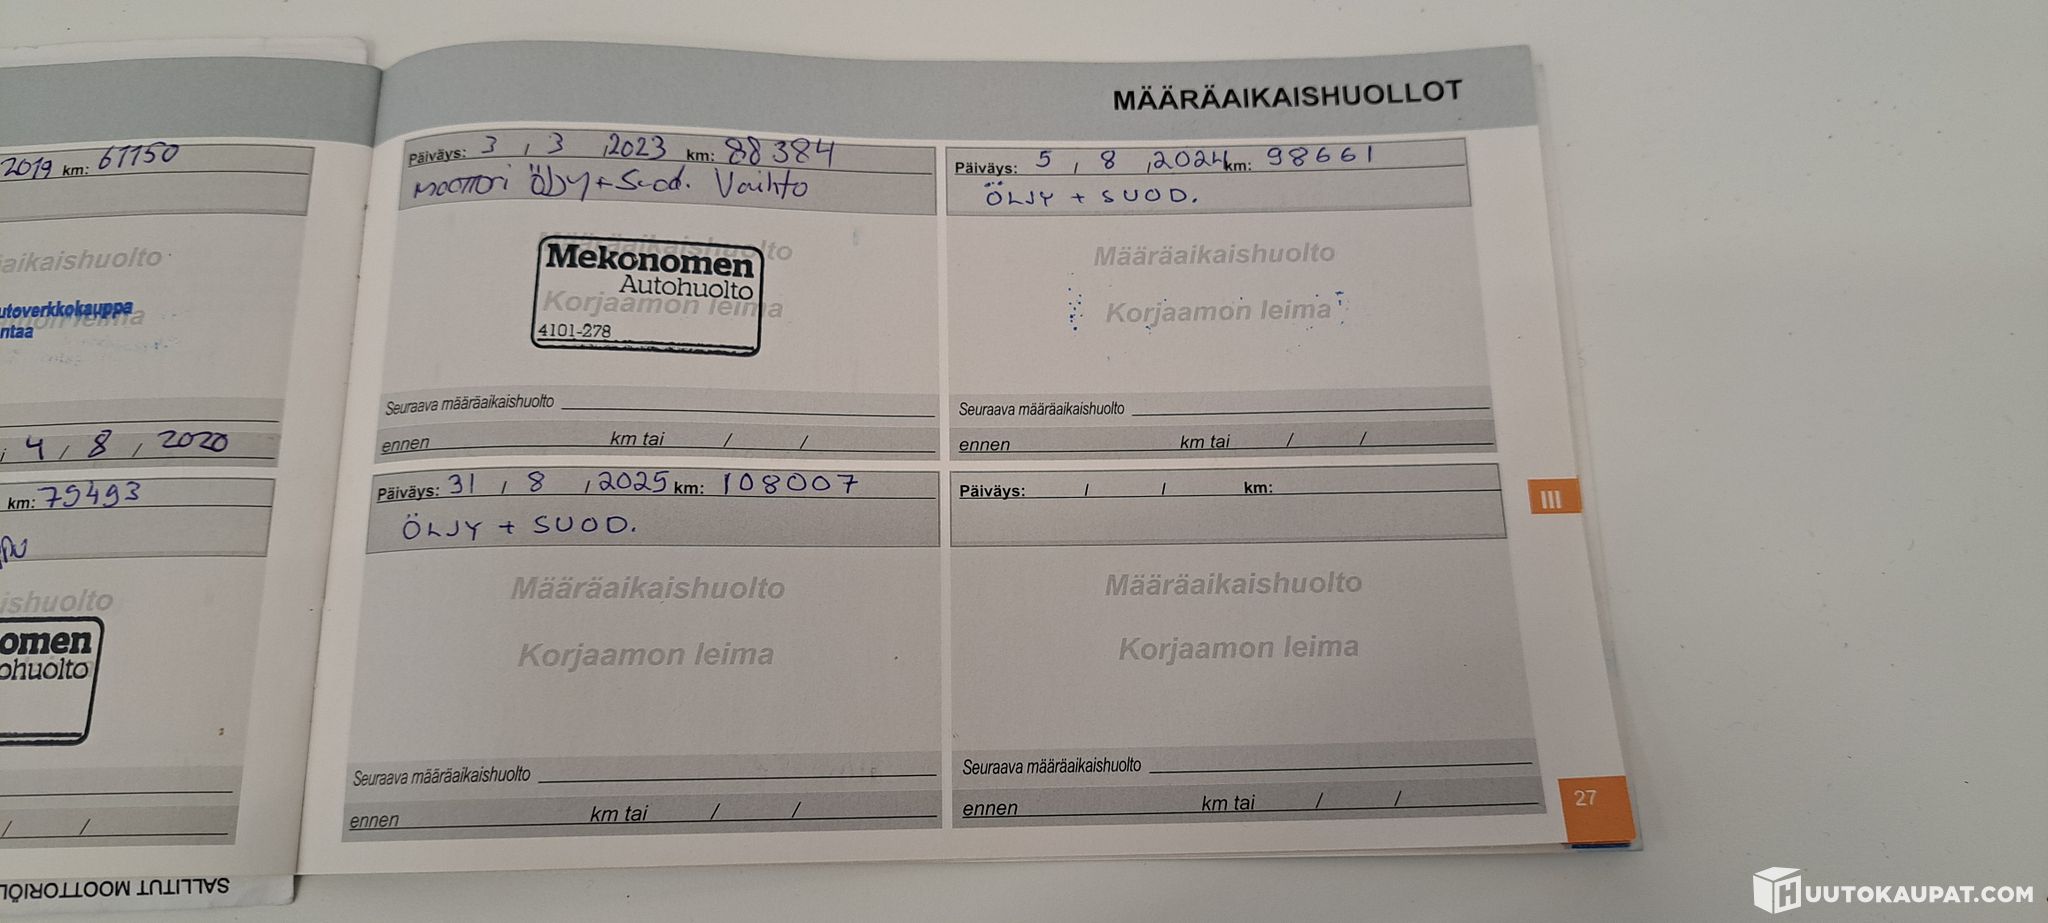 2019 km: 61150
aikaishuolto
utoverkkokauppa
ntaa
leima
4 / 8 / 2020
km: 79493
ishuolto
omen
ohuolto
/ /
SALLITUT MOOTTORIÖL
MÄÄRÄAIKAISHUOLLOT
Päiväys: 3 / 3 / 2023 km: 88384
MOOTTORI ÖLJY + Suod. Vaihto
Määräaikaishuolto
Korjaamon leima
Mekonomen
Autohuolto
4101-278
Seuraava määräaikaishuolto
ennen km tai / /
Päiväys: 5 / 8 / 2024 km: 98661
ÖLJY + SUOD.
Määräaikaishuolto
Korjaamon leima
Seuraava määräaikaishuolto
ennen km tai / /
Päiväys: 31 / 8 / 2025 km: 108007
ÖLJY + SUOD.
Määräaikaishuolto
Korjaamon leima
Seuraava määräaikaishuolto
ennen km tai / /
Päiväys: / / km:
Määräaikaishuolto
Korjaamon leima
Seuraava määräaikaishuolto
ennen km tai / /
III
27
HUUTOKAUPAT.COM